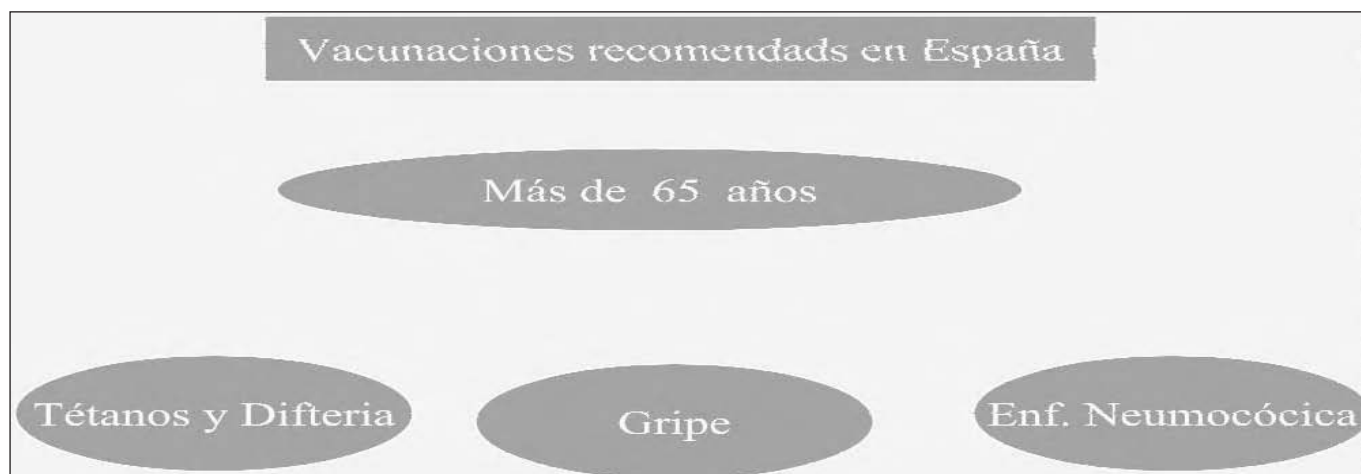 Vacunaciones recomendads en España
Más de 65 años
Tétanos y Difteria
Gripe
Enf. Neumocócica